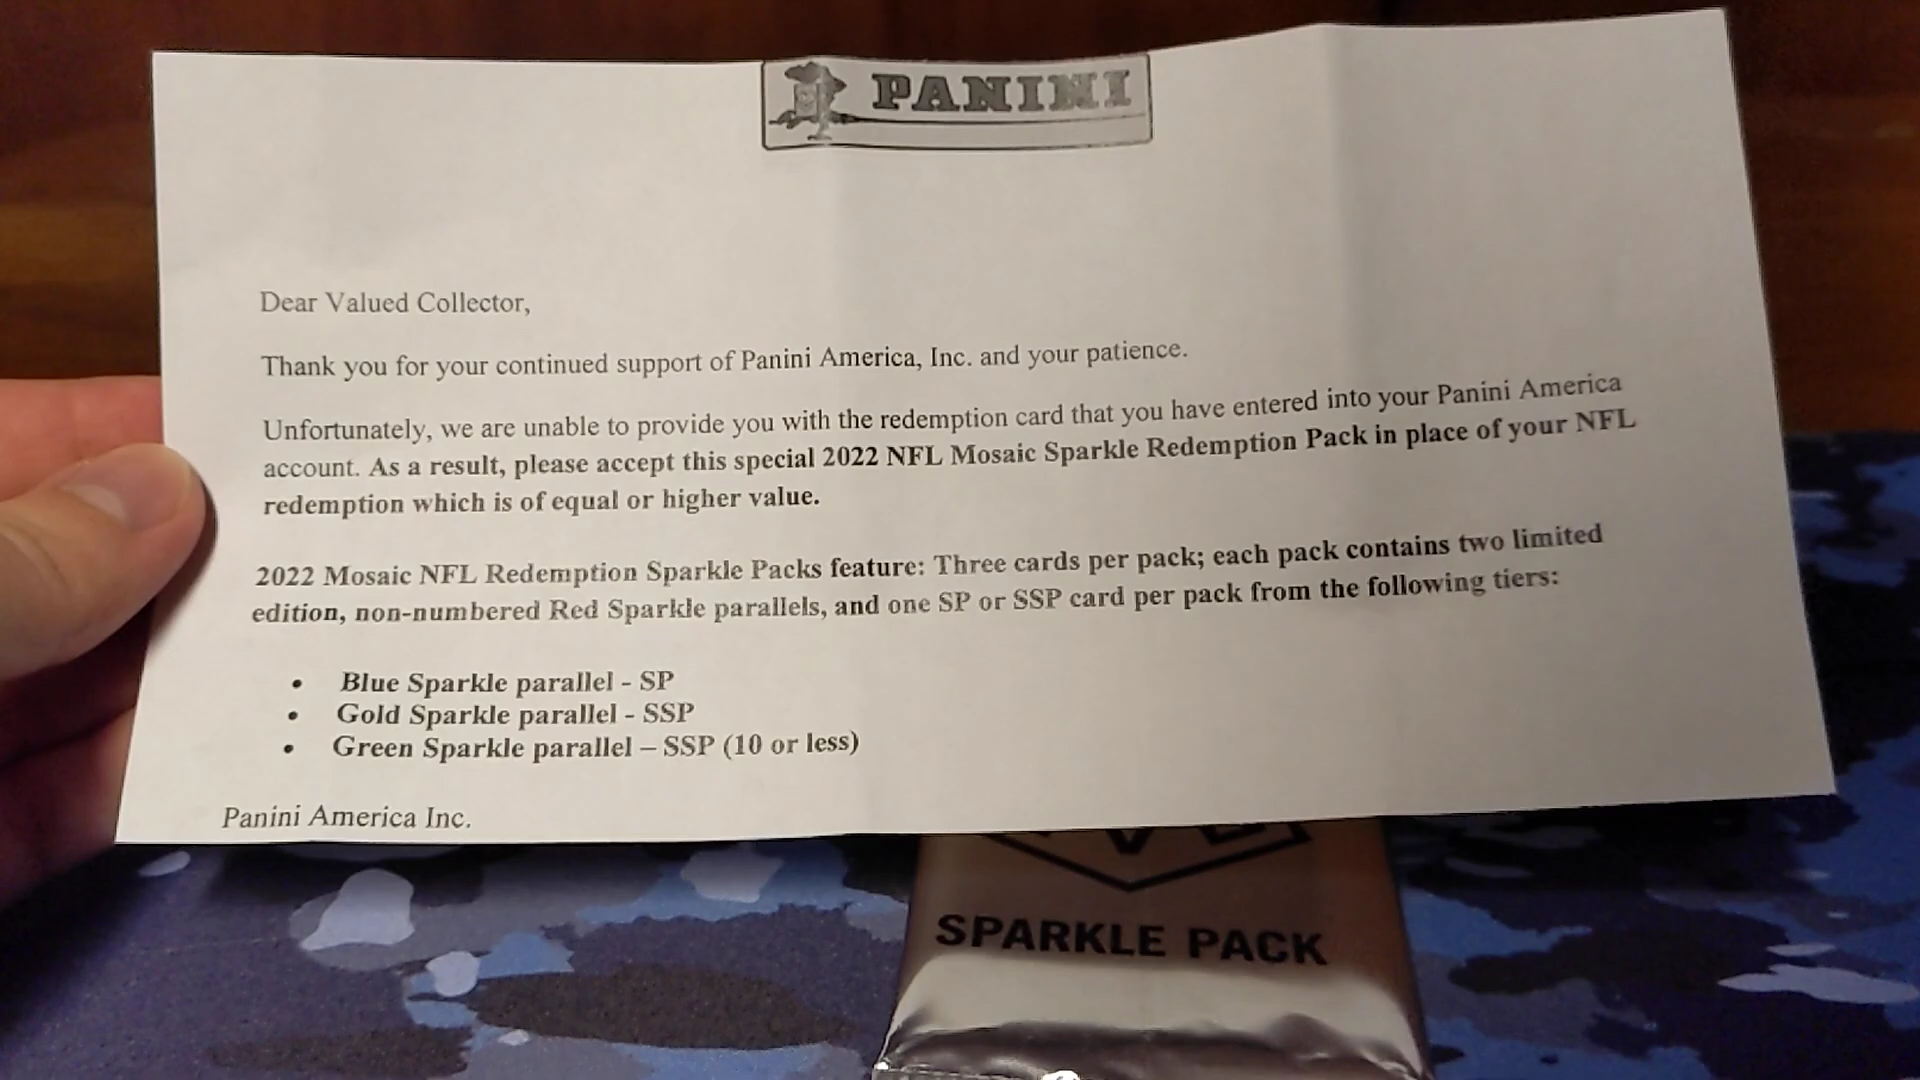 PANINI
Dear Valued Collector,
Thank you for your continued support of Panini America, Inc. and your patience.
Unfortunately, we are unable to provide you with the redemption card that you have entered into your Panini America
account. As a result, please accept this special 2022 NFL Mosaic Sparkle Redemption Pack in place of your NFL
redemption which is of equal or higher value.
2022 Mosaic NFL Redemption Sparkle Packs feature: Three cards per pack; each pack contains two limited
edition, non-numbered Red Sparkle parallels, and one SP or SSP card per pack from the following tiers:
• Blue Sparkle parallel - SP
• Gold Sparkle parallel - SSP
• Green Sparkle parallel – SSP (10 or less)
Panini America Inc.
SPARKLE PACK